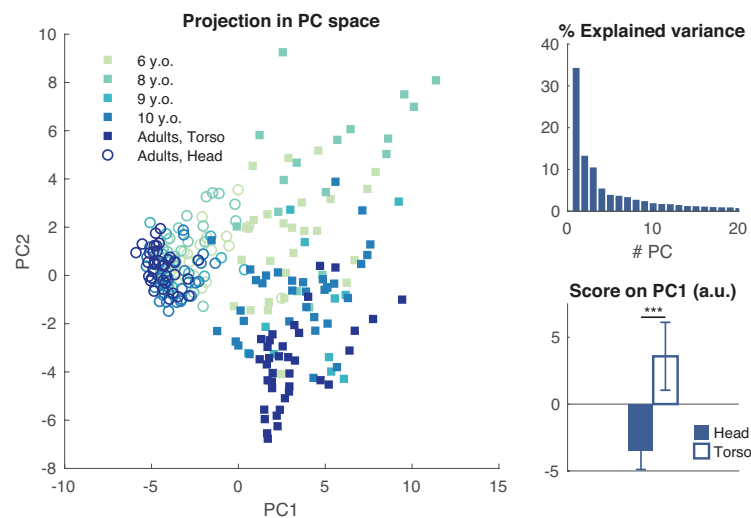 Projection in PC space
10
8
6
4
2
0
-2
-4
-6
-8
-10
-5
0
5
10
15
PC1
PC2
6 y.o.
8 y.o.
9 y.o.
10 y.o.
Adults, Torso
Adults, Head
% Explained variance
40
30
20
10
0
0
10
20
# PC
Score on PC1 (a.u.)
***
5
0
-5
Head
Torso